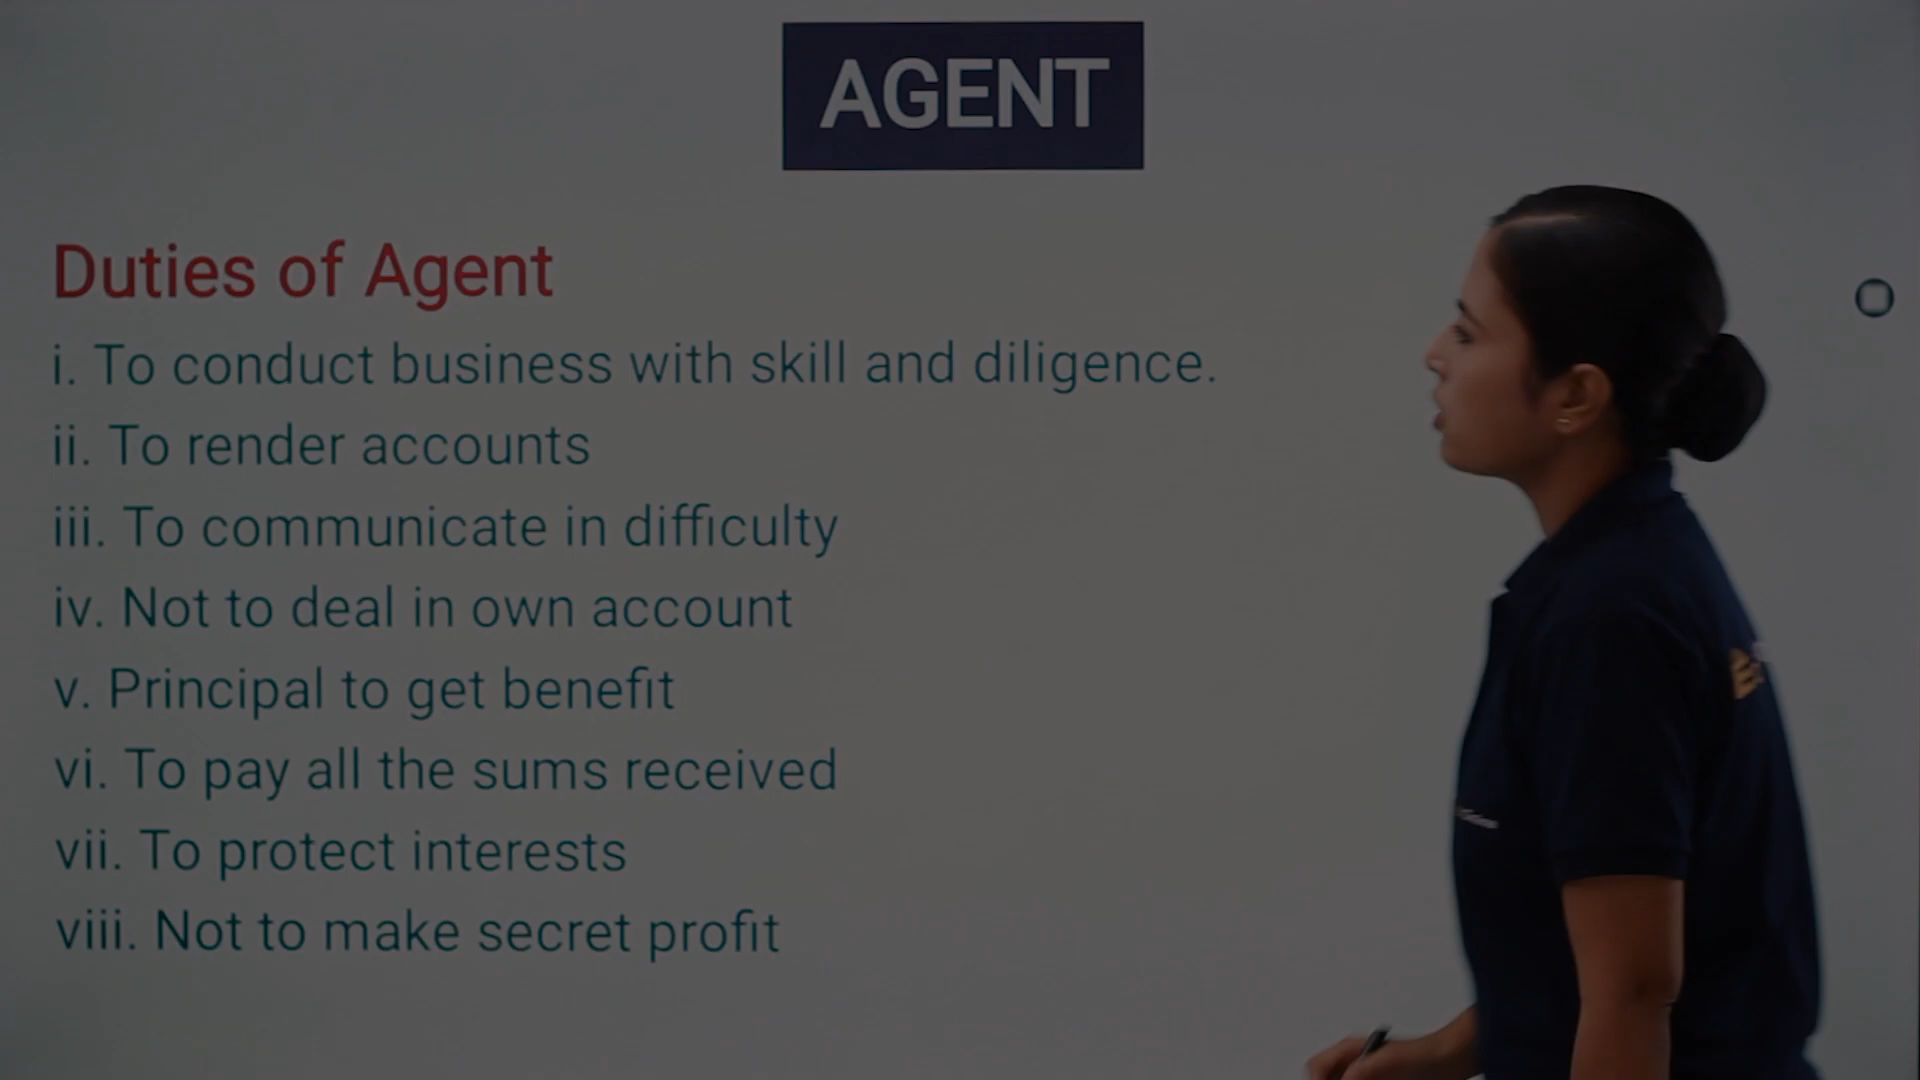 AGENT
Duties of Agent
i. To conduct business with skill and diligence.
ii. To render accounts
iii. To communicate in difficulty
iv. Not to deal in own account
v. Principal to get benefit
vi. To pay all the sums received
vii. To protect interests
viii. Not to make secret profit